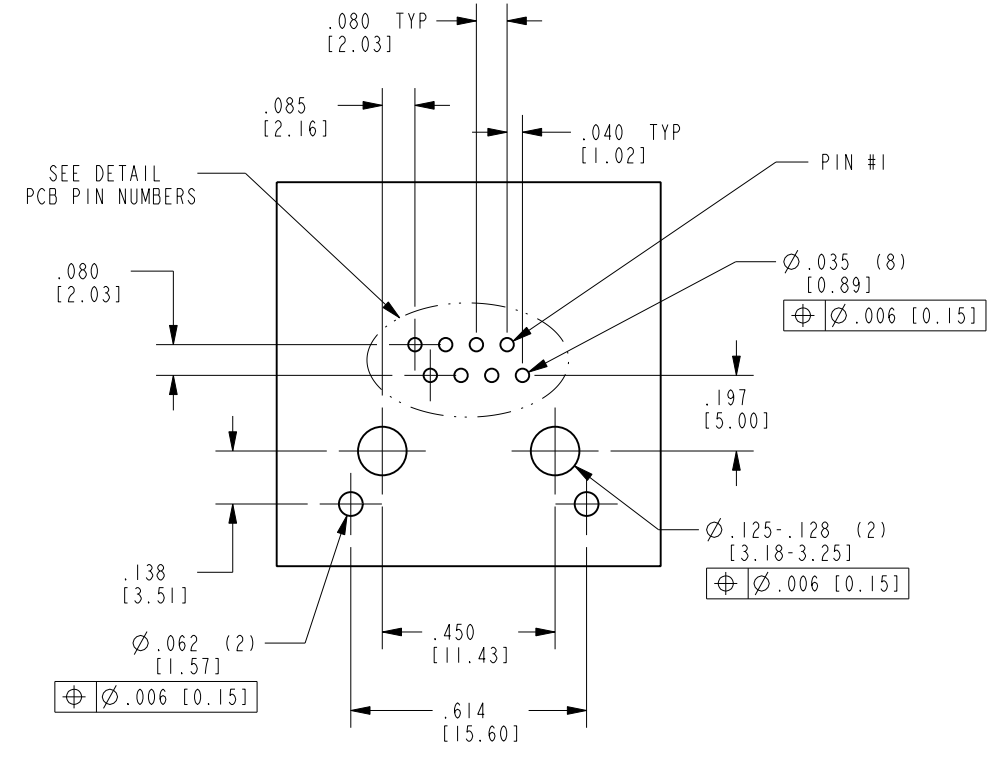 .080 TYP
[2.03]
.085
[2.16]
.040 TYP
[1.02]
SEE DETAIL
PCB PIN NUMBERS
PIN #1
.080
[2.03]
Ø.035 (8)
[0.89]
⌖ Ø.006 [0.15]
.197
[5.00]
Ø.125-.128 (2)
[3.18-3.25]
⌖ Ø.006 [0.15]
.138
[3.51]
Ø.062 (2)
[1.57]
⌖ Ø.006 [0.15]
.450
[11.43]
.614
[15.60]